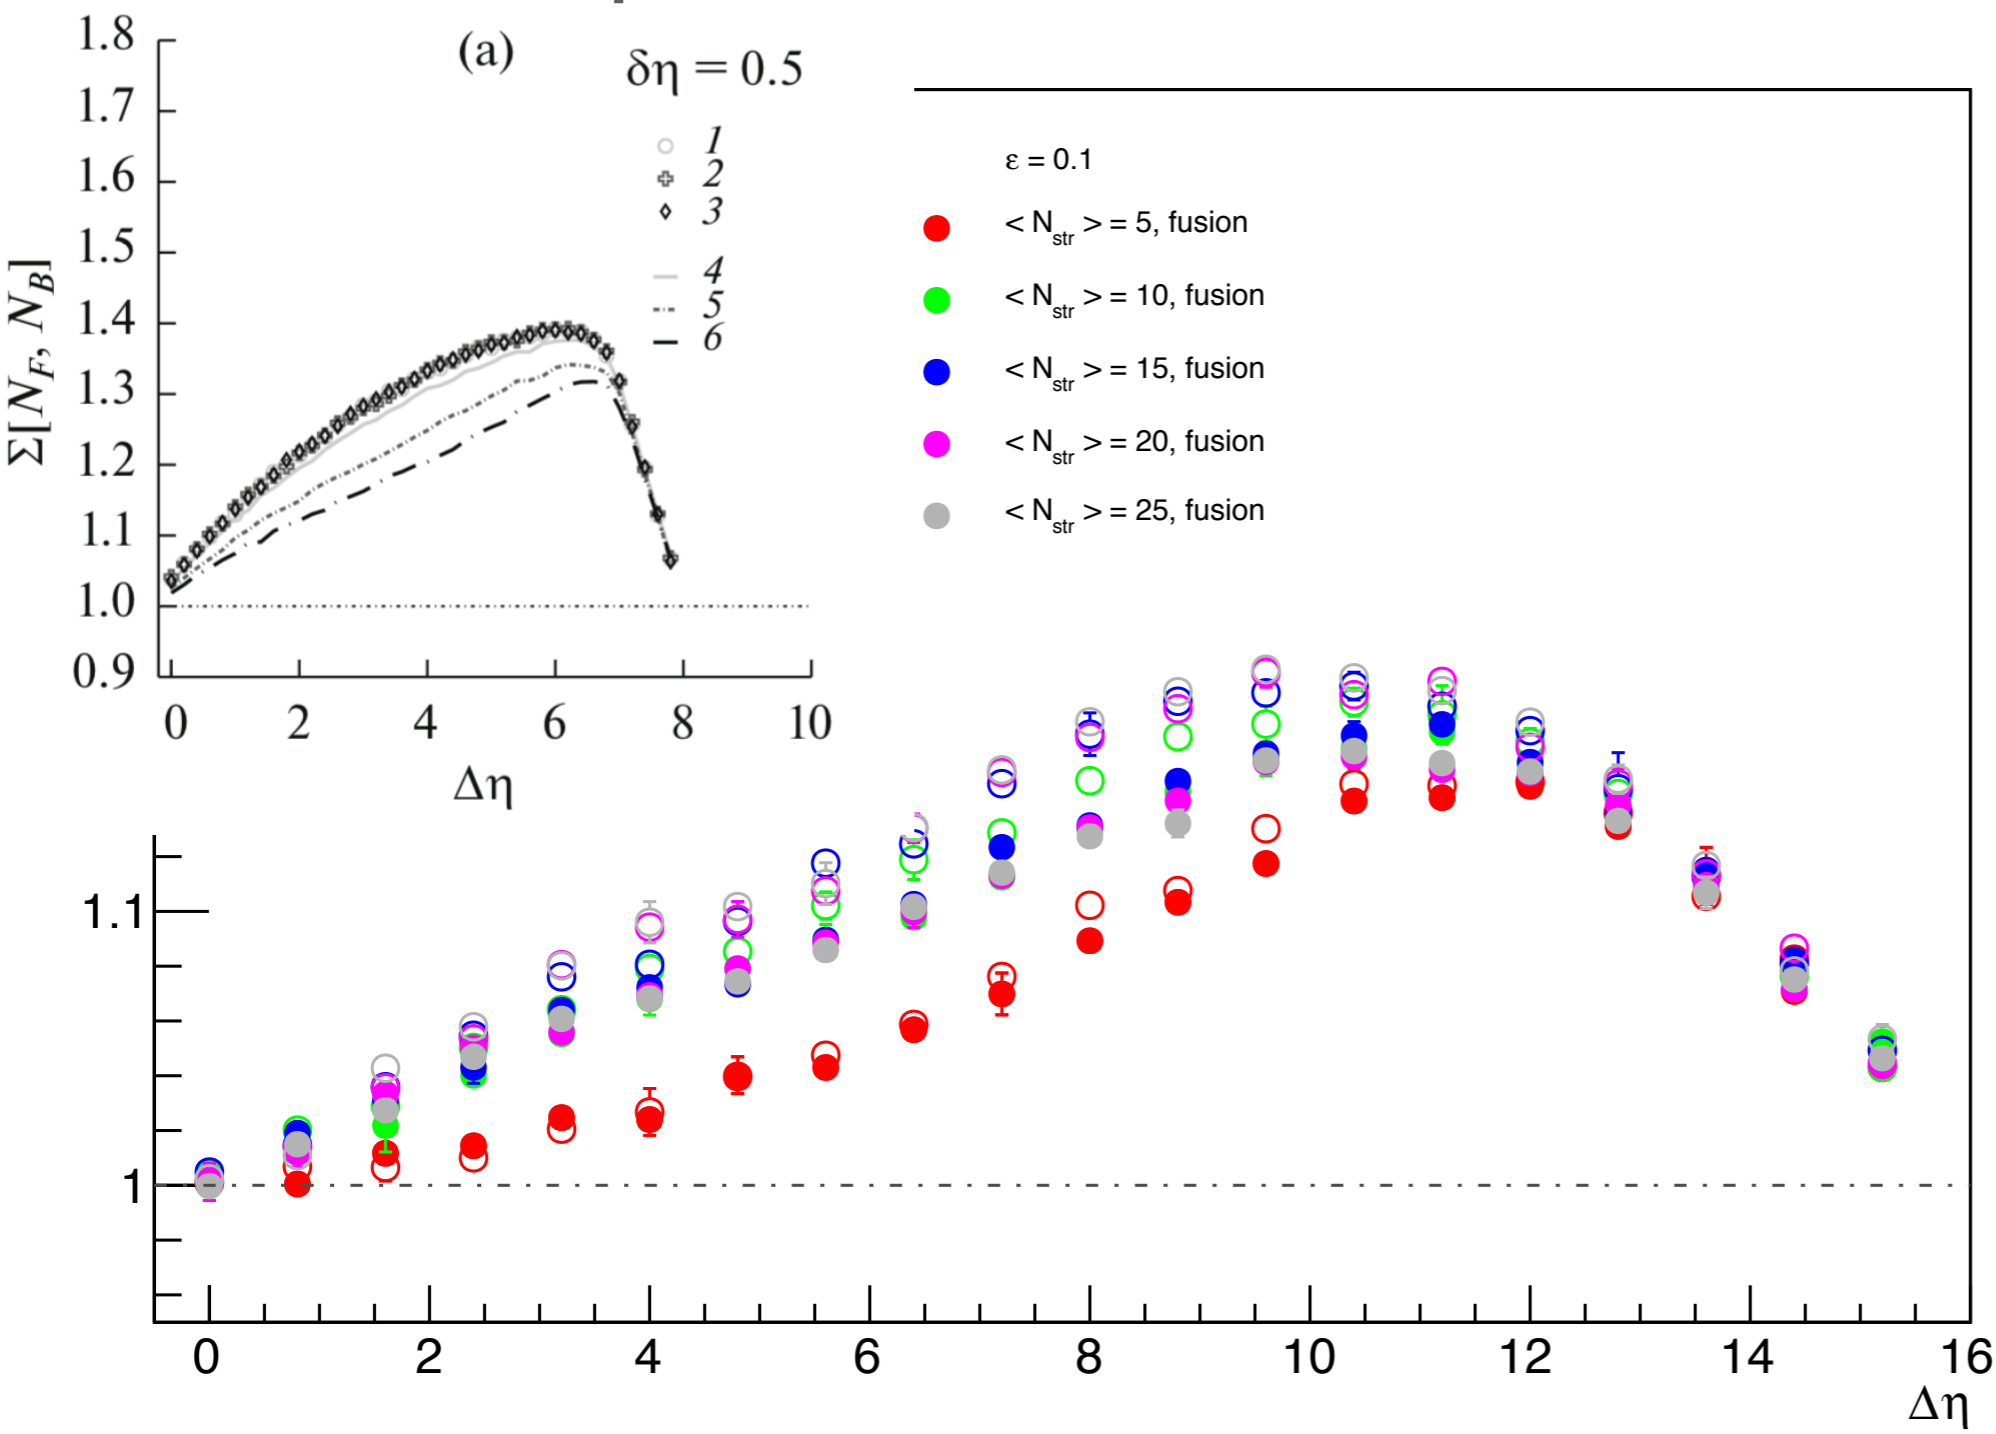 1.8
(a)
δη = 0.5
1.7
1.6
1.5
1.4
1.3
1.2
1.1
1.0
0.9
Σ[N_F, N_B]
1
2
3
4
5
6
0 2 4 6 8 10
Δη
ε = 0.1
< N_str > = 5, fusion
< N_str > = 10, fusion
< N_str > = 15, fusion
< N_str > = 20, fusion
< N_str > = 25, fusion
1.1
1
0 2 4 6 8 10 12 14 16
Δη